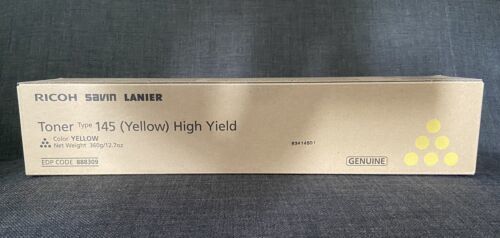 RICOH Savin LANIER
Toner Type 145 (Yellow) High Yield
Color YELLOW
Net Weight 360g/12.7oz
EDP CODE 888309
GENUINE